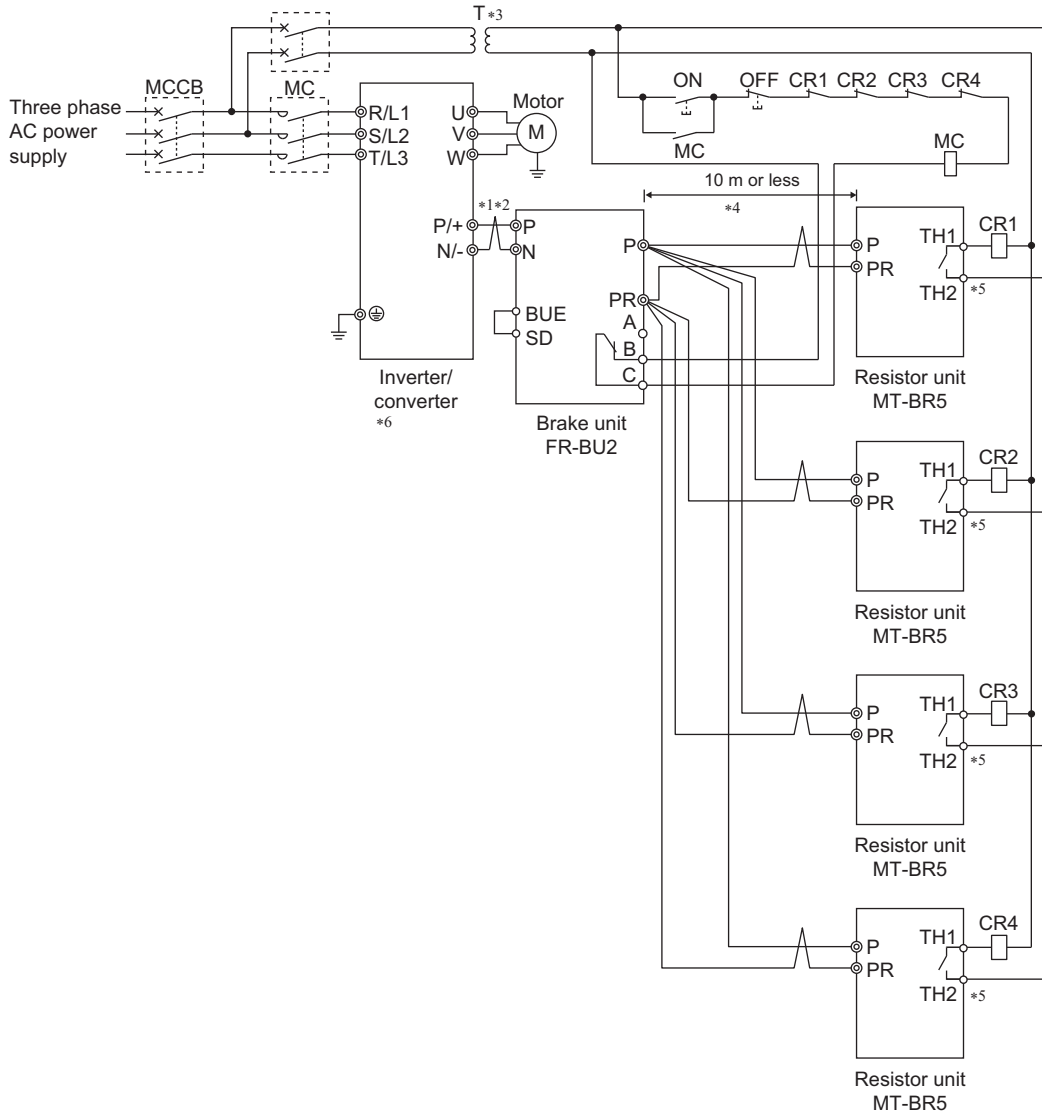 T *3
MCCB
MC
ON
OFF
CR1
CR2
CR3
CR4
Three phase
AC power
supply
R/L1
S/L2
T/L3
U
V
W
Motor
M
MC
MC
10 m or less
*4
*1*2
P/+
N/-
P
N
P
PR
BUE
SD
A
B
C
P
PR
TH1
TH2
CR1
*5
Inverter/
converter
*6
Brake unit
FR-BU2
Resistor unit
MT-BR5
P
PR
TH1
TH2
CR2
*5
Resistor unit
MT-BR5
P
PR
TH1
TH2
CR3
*5
Resistor unit
MT-BR5
P
PR
TH1
TH2
CR4
*5
Resistor unit
MT-BR5